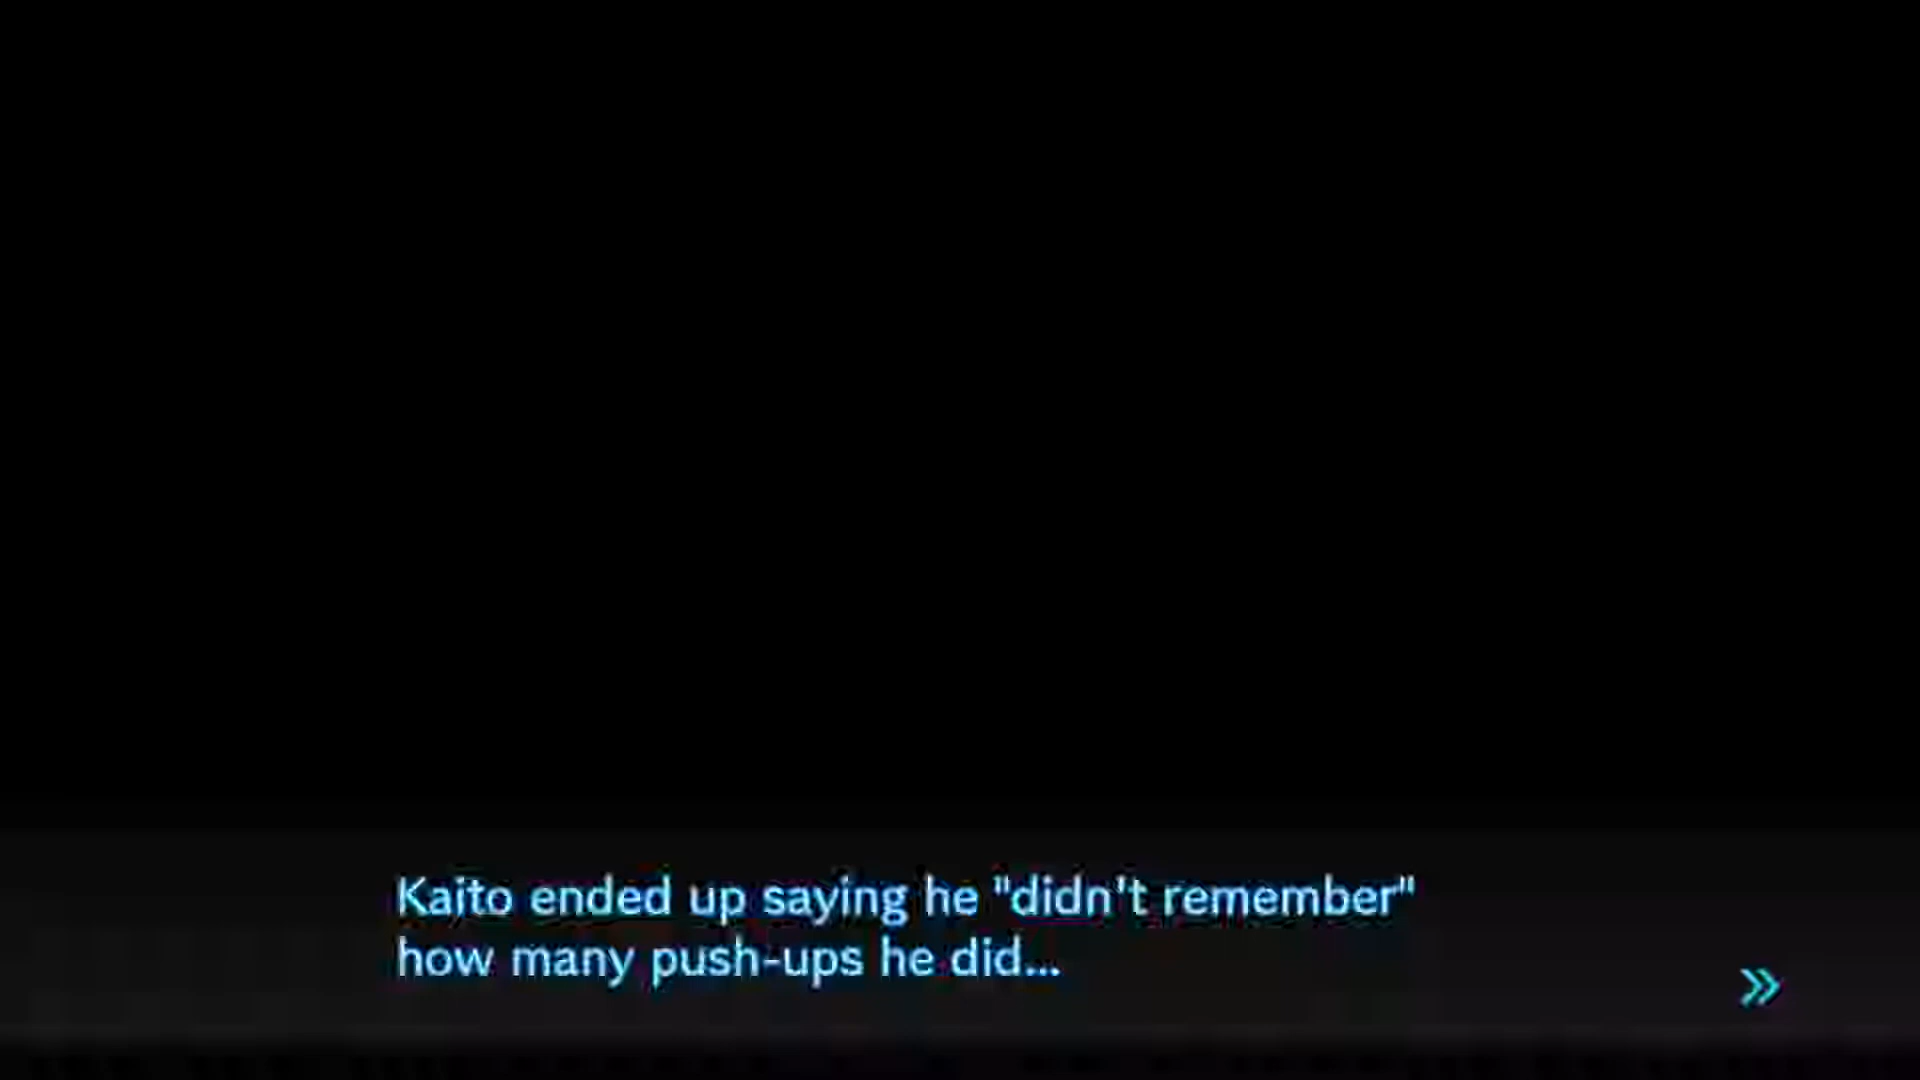 Kaito ended up saying he "didn't remember"
how many push-ups he did...